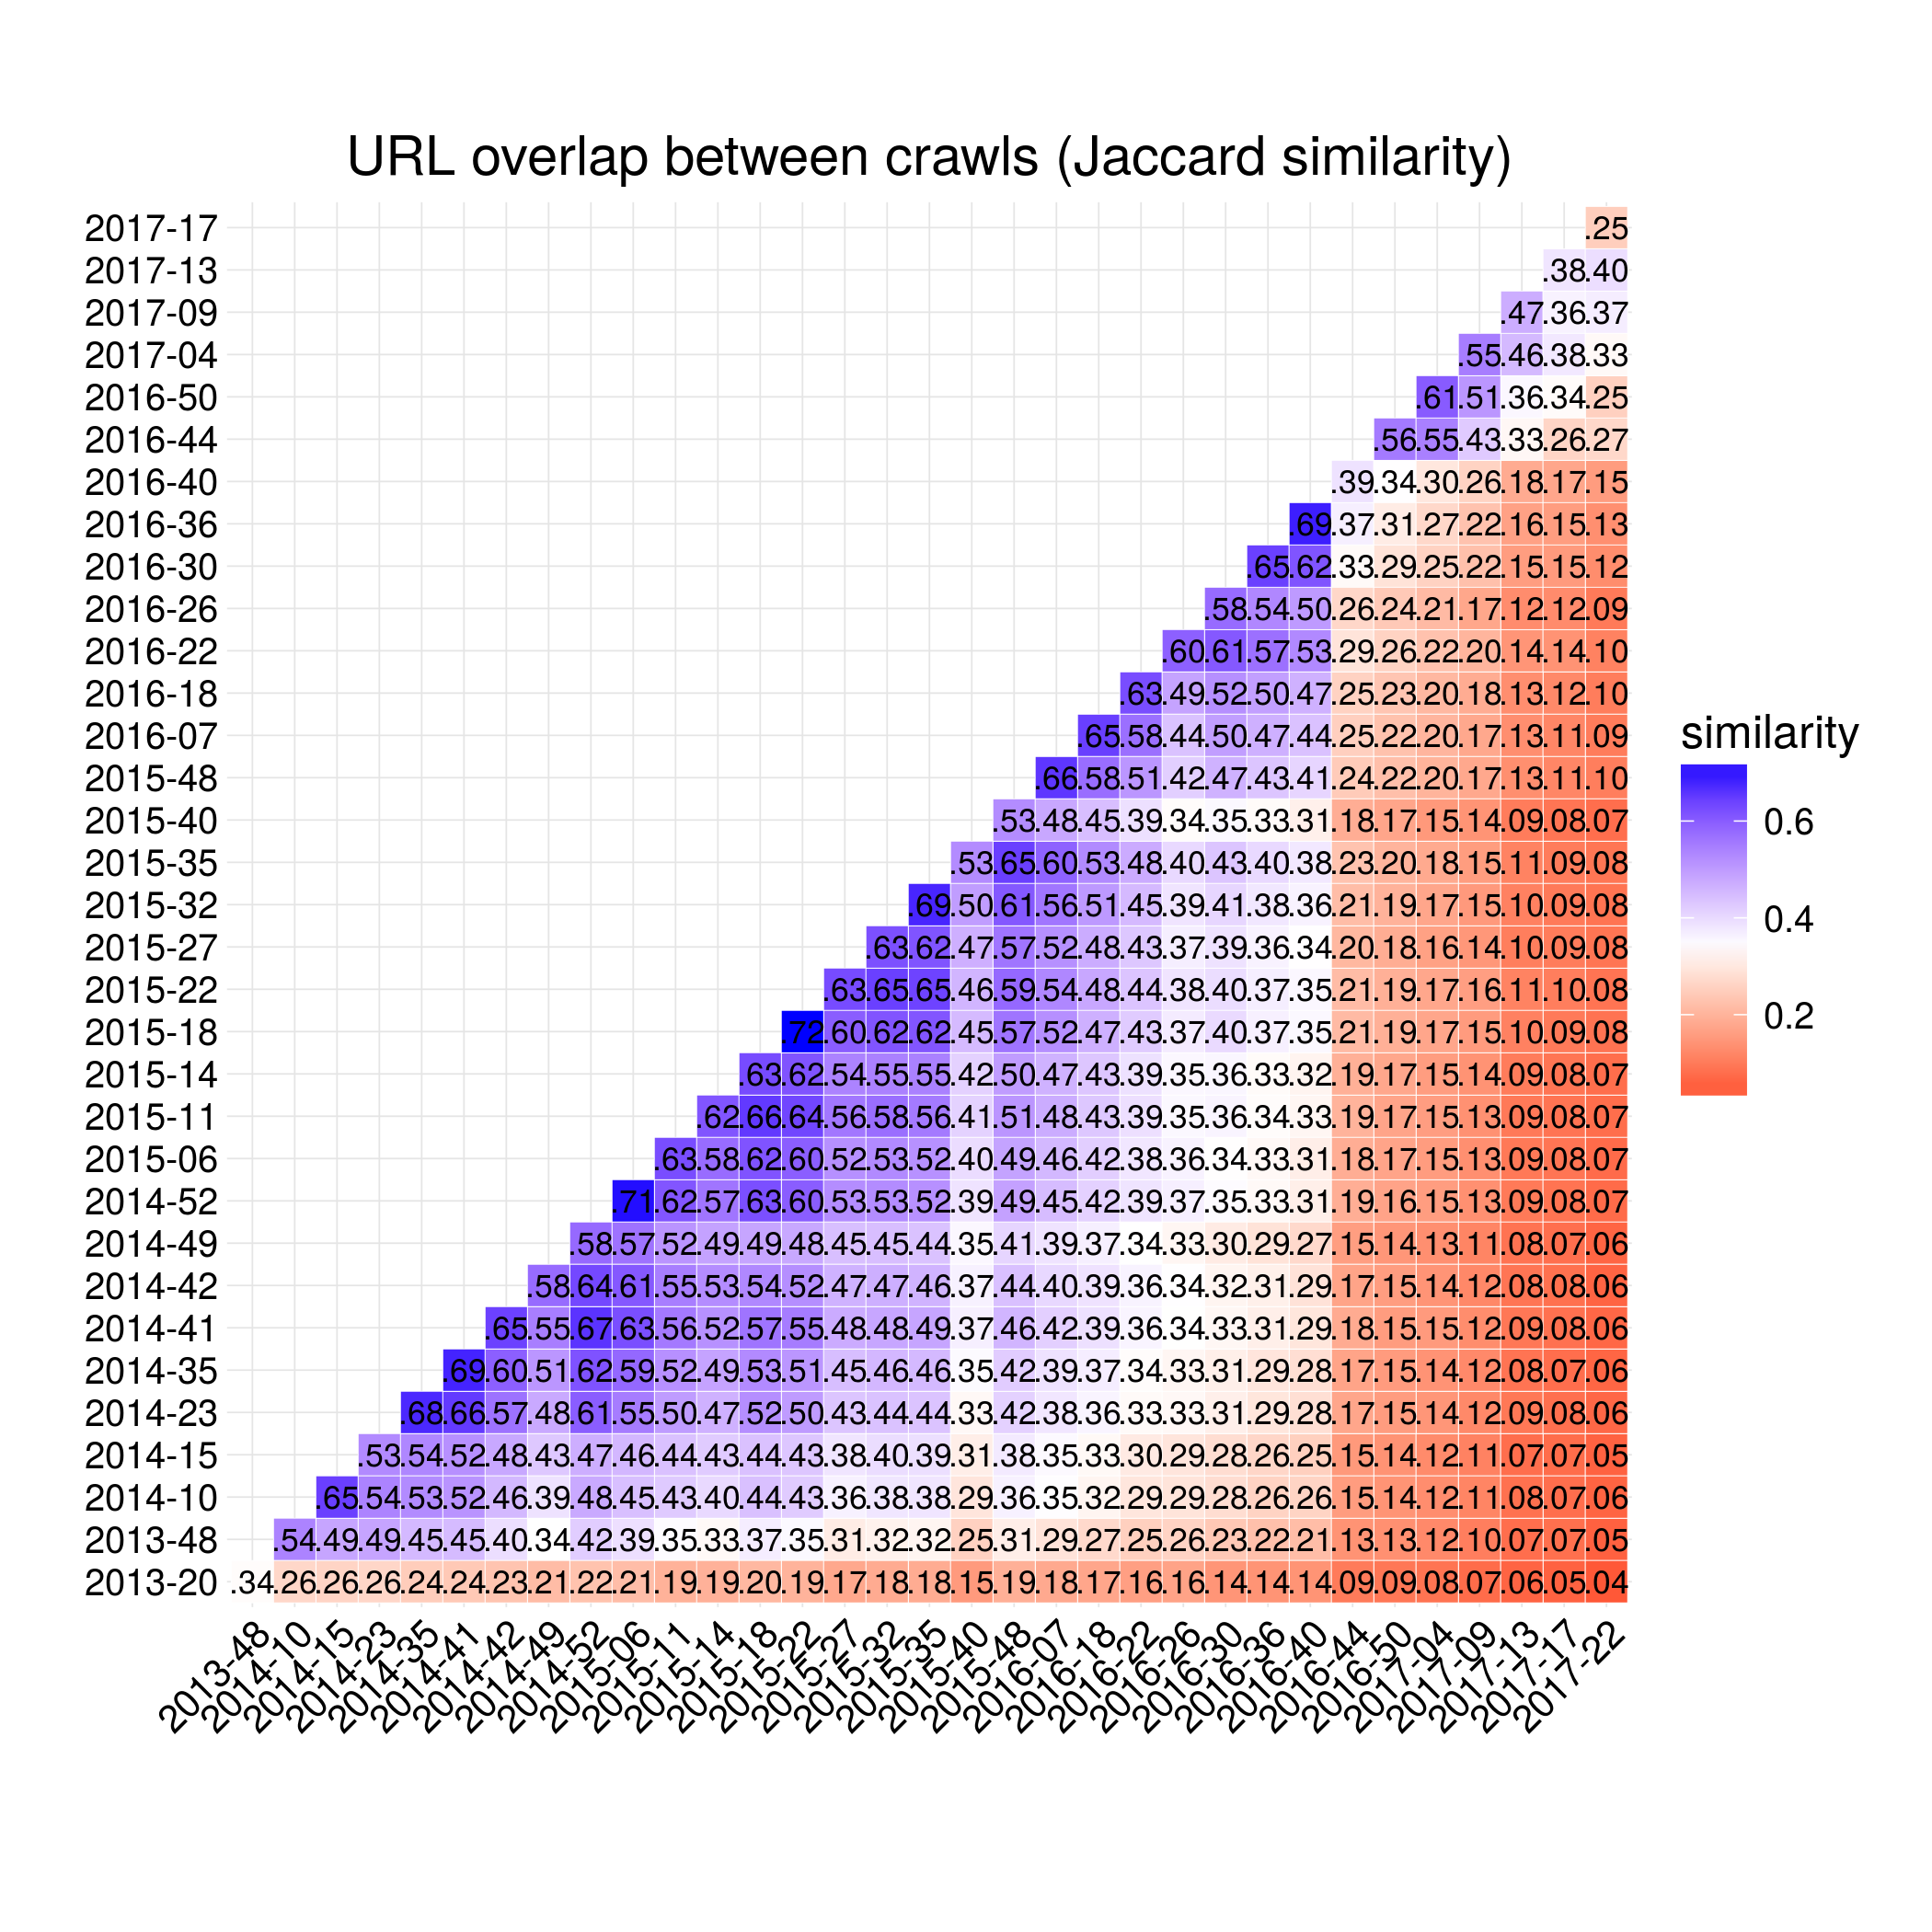 URL overlap between crawls (Jaccard similarity)
2017-17 .25
2017-13 .38 .40
2017-09 .47 .36 .37
2017-04 .55 .46 .38 .33
2016-50 .61 .51 .36 .34 .25
2016-44 .56 .55 .43 .33 .26 .27
2016-40 .39 .34 .30 .26 .18 .17 .15
2016-36 .69 .37 .31 .27 .22 .16 .15 .13
2016-30 .65 .62 .33 .29 .25 .22 .15 .15 .12
2016-26 .58 .54 .50 .26 .24 .21 .17 .12 .12 .09
2016-22 .60 .61 .57 .53 .29 .26 .22 .20 .14 .14 .10
2016-18 .63 .49 .52 .50 .47 .25 .23 .20 .18 .13 .12 .10
2016-07 .65 .58 .44 .50 .47 .44 .25 .22 .20 .17 .13 .11 .09
2015-48 .66 .58 .51 .42 .47 .43 .41 .24 .22 .20 .17 .13 .11 .10
2015-40 .53 .48 .45 .39 .34 .35 .33 .31 .18 .17 .15 .14 .09 .08 .07
2015-35 .53 .65 .60 .53 .48 .40 .43 .40 .38 .23 .20 .18 .15 .11 .09 .08
2015-32 .69 .50 .61 .56 .51 .45 .39 .41 .38 .36 .21 .19 .17 .15 .10 .09 .08
2015-27 .63 .62 .47 .57 .52 .48 .43 .37 .39 .36 .34 .20 .18 .16 .14 .10 .09 .08
2015-22 .63 .65 .65 .46 .59 .54 .48 .44 .38 .40 .37 .35 .21 .19 .17 .16 .11 .10 .08
2015-18 .72 .60 .62 .62 .45 .57 .52 .47 .43 .37 .40 .37 .35 .21 .19 .17 .15 .10 .09 .08
2015-14 .63 .62 .54 .55 .55 .42 .50 .47 .43 .39 .35 .36 .33 .32 .19 .17 .15 .14 .09 .08 .07
2015-11 .62 .66 .64 .56 .58 .56 .41 .51 .48 .43 .39 .35 .36 .34 .33 .19 .17 .15 .13 .09 .08 .07
2015-06 .63 .58 .62 .60 .52 .53 .52 .40 .49 .46 .42 .38 .36 .34 .33 .31 .18 .17 .15 .13 .09 .08 .07
2014-52 .71 .62 .57 .63 .60 .53 .53 .52 .39 .49 .45 .42 .39 .37 .35 .33 .31 .19 .16 .15 .13 .09 .08 .07
2014-49 .58 .57 .52 .49 .49 .48 .45 .45 .44 .35 .41 .39 .37 .34 .33 .30 .29 .27 .15 .14 .13 .11 .08 .07 .06
2014-42 .58 .64 .61 .55 .53 .54 .52 .47 .47 .46 .37 .44 .40 .39 .36 .34 .32 .31 .29 .17 .15 .14 .12 .08 .08 .06
2014-41 .65 .55 .67 .63 .56 .52 .57 .55 .48 .48 .49 .37 .46 .42 .39 .36 .34 .33 .31 .29 .18 .15 .15 .12 .09 .08 .06
2014-35 .69 .60 .51 .62 .59 .52 .49 .53 .51 .45 .46 .46 .35 .42 .39 .37 .34 .33 .31 .29 .28 .17 .15 .14 .12 .08 .07 .06
2014-23 .68 .66 .57 .48 .61 .55 .50 .47 .52 .50 .43 .44 .44 .33 .42 .38 .36 .33 .33 .31 .29 .28 .17 .15 .14 .12 .09 .08 .06
2014-15 .53 .54 .52 .48 .43 .47 .46 .44 .43 .44 .43 .38 .40 .39 .31 .38 .35 .33 .30 .29 .28 .26 .25 .15 .14 .12 .11 .07 .07 .05
2014-10 .65 .54 .53 .52 .46 .39 .48 .45 .43 .40 .44 .43 .36 .38 .38 .29 .36 .35 .32 .29 .29 .28 .26 .26 .15 .14 .12 .11 .08 .07 .06
2013-48 .54 .49 .49 .45 .45 .40 .34 .42 .39 .35 .33 .37 .35 .31 .32 .32 .25 .31 .29 .27 .25 .26 .23 .22 .21 .13 .13 .12 .10 .07 .07 .05
2013-20 .34 .26 .26 .26 .24 .24 .23 .21 .22 .21 .19 .19 .20 .19 .17 .18 .18 .15 .19 .18 .17 .16 .16 .14 .14 .14 .09 .09 .08 .07 .06 .05 .04
2013-48 2014-10 2014-15 2014-23 2014-35 2014-41 2014-42 2014-49 2014-52 2015-06 2015-11 2015-14 2015-18 2015-22 2015-27 2015-32 2015-35 2015-40 2015-48 2016-07 2016-18 2016-22 2016-26 2016-30 2016-36 2016-40 2016-44 2016-50 2017-04 2017-09 2017-13 2017-17 2017-22
similarity
0.6
0.4
0.2